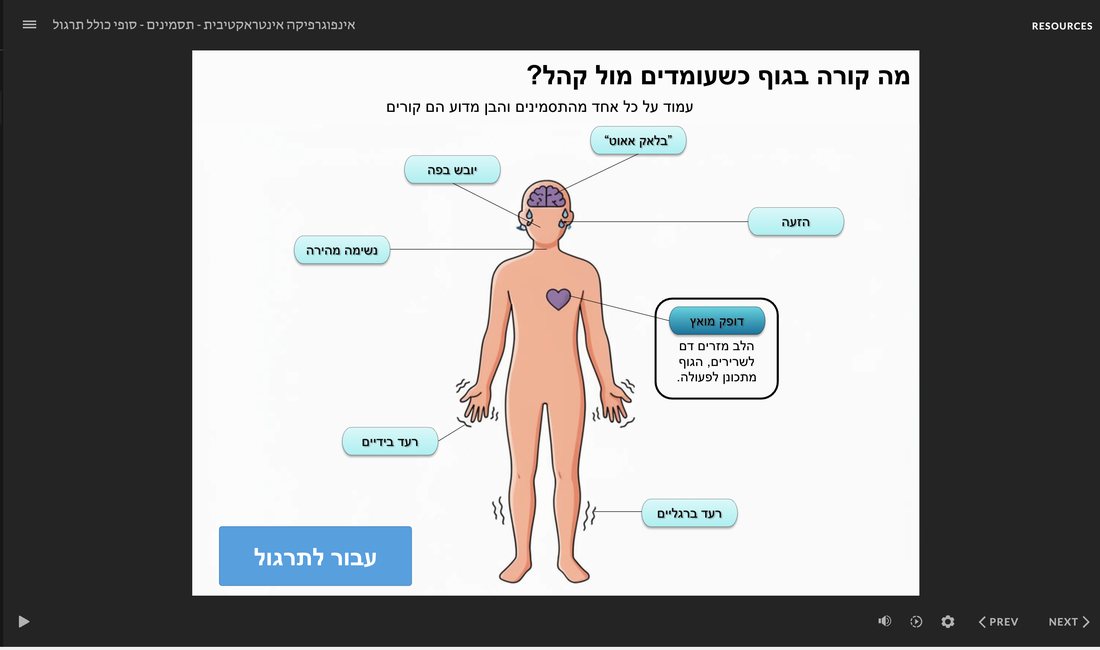 אינפוגרפיקה אינטראקטיבית - תסמינים - סופי כולל תרגול
RESOURCES
מה קורה בגוף כשעומדים מול קהל?
עמוד על כל אחד מהתסמינים והבן מדוע הם קורים
"בלאק אאוט"
יובש בפה
הזעה
נשימה מהירה
דופק מואץ
הלב מזרים דם
לשרירים, הגוף
מתכונן לפעולה.
רעד בידיים
רעד ברגליים
עבור לתרגול
PREV
NEXT